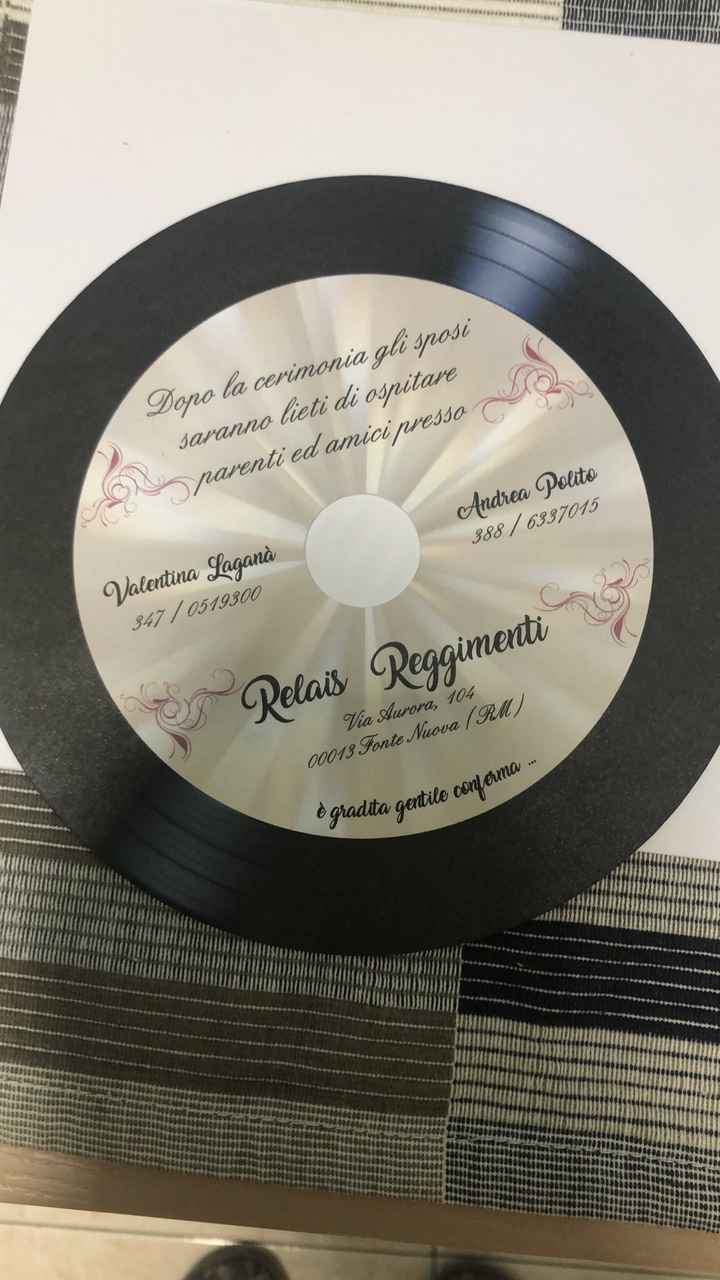 Dopo la cerimonia gli sposi
saranno lieti di ospitare
parenti ed amici presso
Andrea Polito
388 / 6337015
Valentina Laganà
347 / 0519300
Relais Reggimenti
Via Aurora, 104
00013 Fonte Nuova ( RM )
è gradita gentile conferma ...